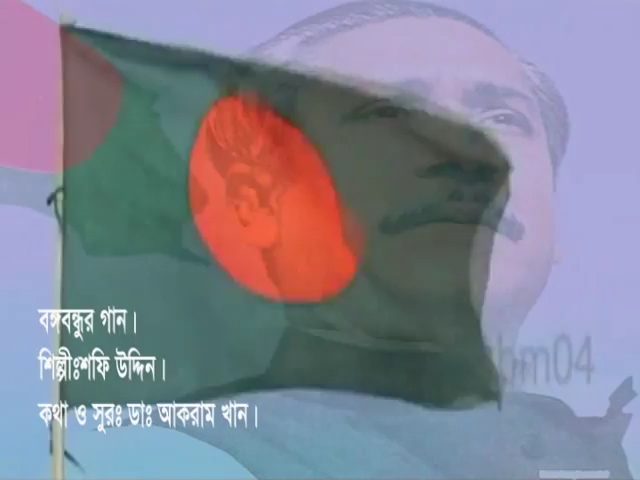 বঙ্গবন্ধুর গান।
শিল্পীঃশফি উদ্দিন।
কথা ও সুরঃ ডাঃ আকরাম খান।